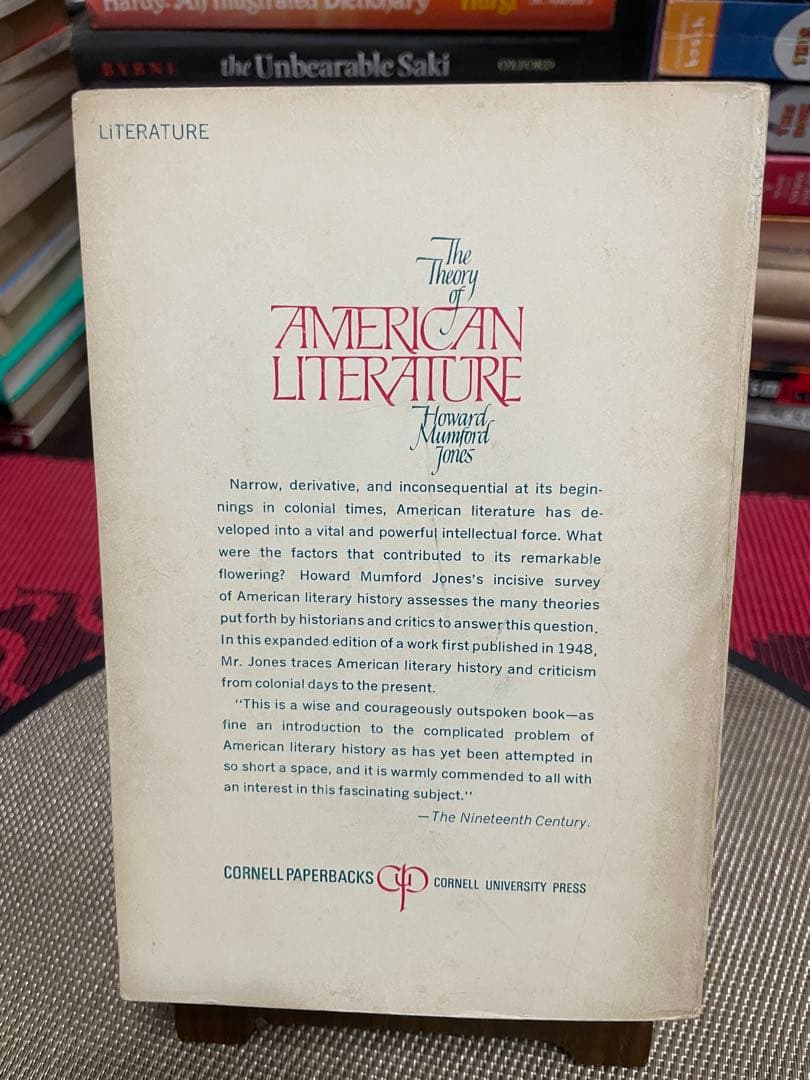 Hardy: An Illustrated Dictionary
BYRNE the Unbearable Saki OXFORD
LITERATURE
The
Theory
of
AMERICAN
LITERATURE
Howard
Mumford
Jones
Narrow, derivative, and inconsequential at its begin-
nings in colonial times, American literature has de-
veloped into a vital and powerful intellectual force. What
were the factors that contributed to its remarkable
flowering? Howard Mumford Jones's incisive survey
of American literary history assesses the many theories
put forth by historians and critics to answer this question.
In this expanded edition of a work first published in 1948,
Mr. Jones traces American literary history and criticism
from colonial days to the present.
"This is a wise and courageously outspoken book—as
fine an introduction to the complicated problem of
American literary history as has yet been attempted in
so short a space, and it is warmly commended to all with
an interest in this fascinating subject."
—The Nineteenth Century.
CORNELL PAPERBACKS CORNELL UNIVERSITY PRESS